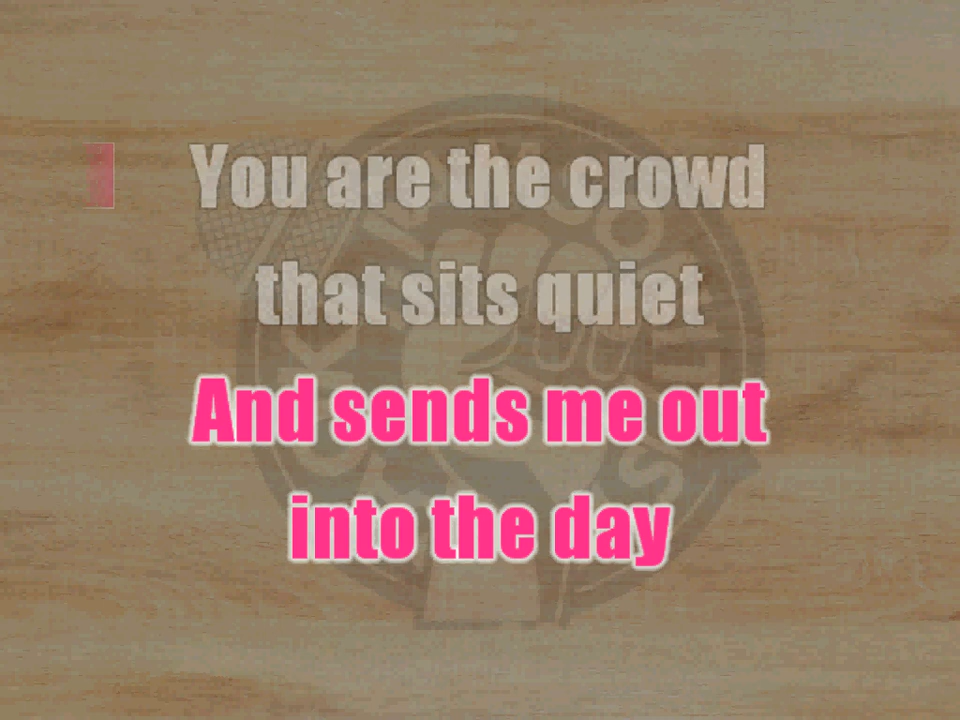 You are the crowd
that sits quiet
And sends me out
into the day